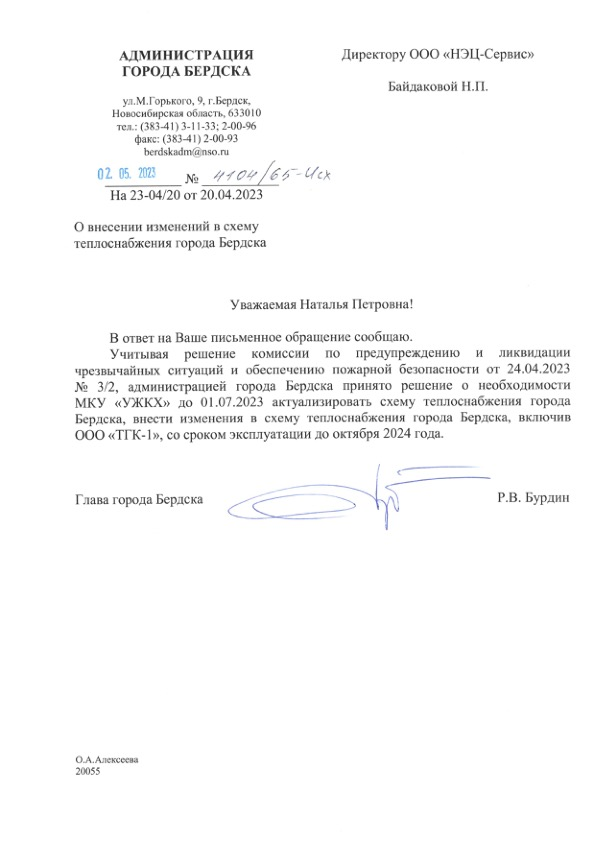 АДМИНИСТРАЦИЯ
ГОРОДА БЕРДСКА
ул.М.Горького, 9, г.Бердск,
Новосибирская область, 633010
тел.: (383-41) 3-11-33; 2-00-96
факс: (383-41) 2-00-93
berdskadm@nso.ru
02. 05. 2023 № 4104/65-Исх
На 23-04/20 от 20.04.2023
Директору ООО «НЭЦ-Сервис»
Байдаковой Н.П.
О внесении изменений в схему
теплоснабжения города Бердска
Уважаемая Наталья Петровна!
В ответ на Ваше письменное обращение сообщаю.
Учитывая решение комиссии по предупреждению и ликвидации
чрезвычайных ситуаций и обеспечению пожарной безопасности от 24.04.2023
№ 3/2, администрацией города Бердска принято решение о необходимости
МКУ «УЖКХ» до 01.07.2023 актуализировать схему теплоснабжения города
Бердска, внести изменения в схему теплоснабжения города Бердска, включив
ООО «ТГК-1», со сроком эксплуатации до октября 2024 года.
Глава города Бердска Р.В. Бурдин
О.А.Алексеева
20055